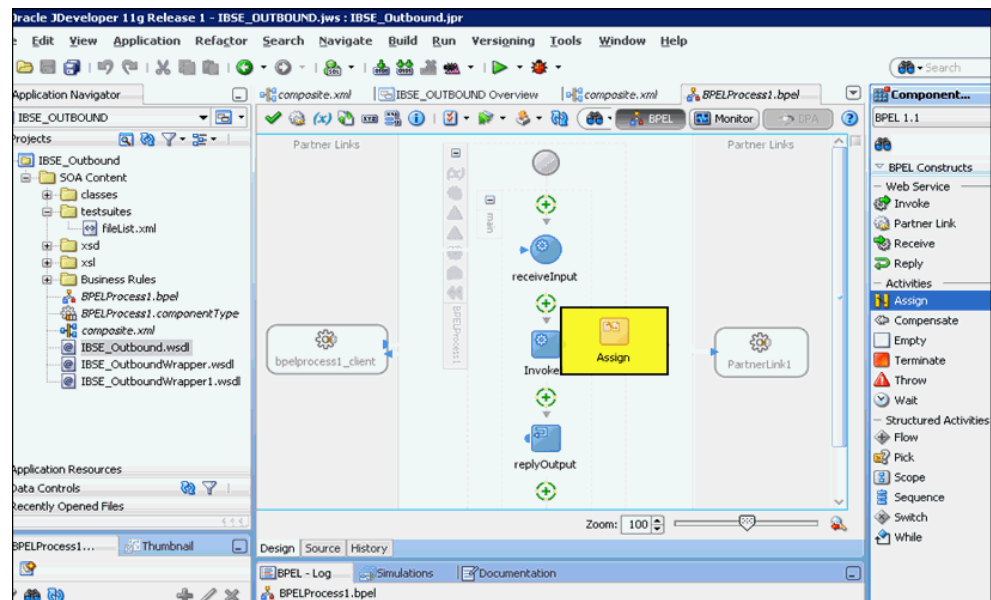 Oracle JDeveloper 11g Release 1 - IBSE_OUTBOUND.jws : IBSE_Outbound.jpr
Edit View Application Refactor Search Navigate Build Run Versioning Tools Window Help
Search
Application Navigator
composite.xml
IBSE_OUTBOUND Overview
composite.xml
BPELProcess1.bpel
Component...
IBSE_OUTBOUND
BPEL
Monitor
BPA
BPEL 1.1
Projects
IBSE_Outbound
SOA Content
classes
testsuites
fileList.xml
xsd
xsl
Business Rules
BPELProcess1.bpel
BPELProcess1.componentType
composite.xml
IBSE_Outbound.wsdl
IBSE_OutboundWrapper.wsdl
IBSE_OutboundWrapper1.wsdl
Application Resources
Data Controls
Recently Opened Files
BPELProcess1...
Thumbnail
Partner Links
Partner Links
main
BPELProcess1
receiveInput
bpelprocess1_client
Invoke
Assign
PartnerLink1
replyOutput
Zoom: 100
Design Source History
BPEL - Log
Simulations
Documentation
BPELProcess1.bpel
BPEL Constructs
Web Service
Invoke
Partner Link
Receive
Reply
Activities
Assign
Compensate
Empty
Terminate
Throw
Wait
Structured Activities
Flow
Pick
Scope
Sequence
Switch
While